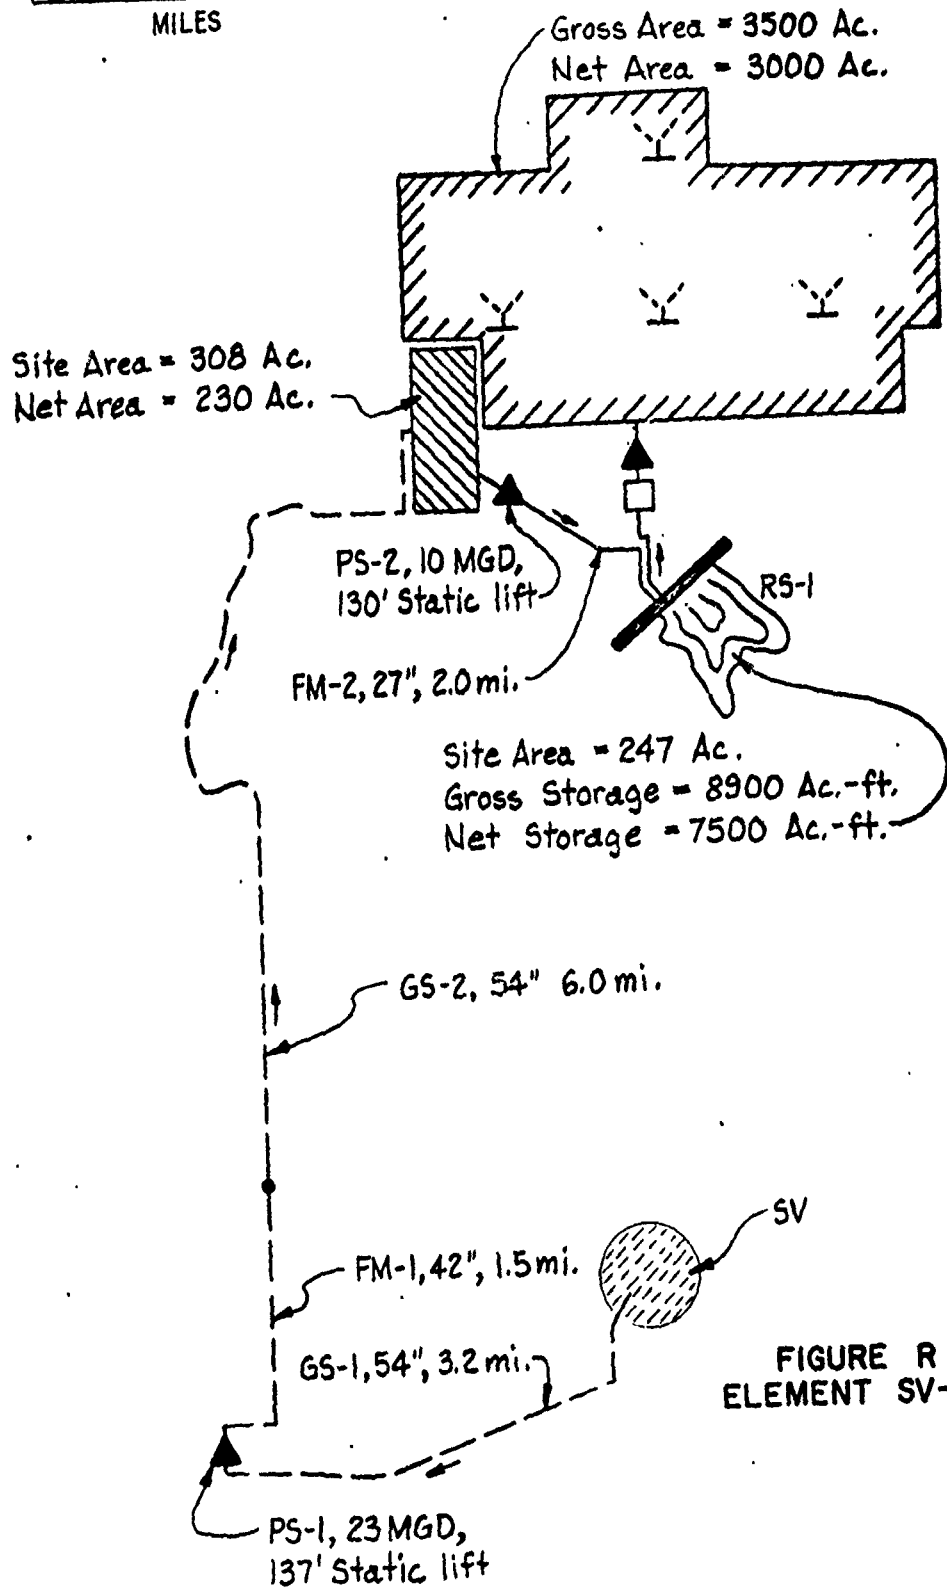 MILES
Gross Area = 3500 Ac.
Net Area = 3000 Ac.
Site Area = 308 Ac.
Net Area = 230 Ac.
PS-2, 10 MGD,
130' Static lift
RS-1
FM-2, 27", 2.0 mi.
Site Area = 247 Ac.
Gross Storage = 8900 Ac.-ft.
Net Storage = 7500 Ac.-ft.
GS-2, 54" 6.0 mi.
SV
FM-1, 42", 1.5 mi.
GS-1, 54", 3.2 mi.
FIGURE R
ELEMENT SV-
PS-1, 23 MGD,
137' Static lift